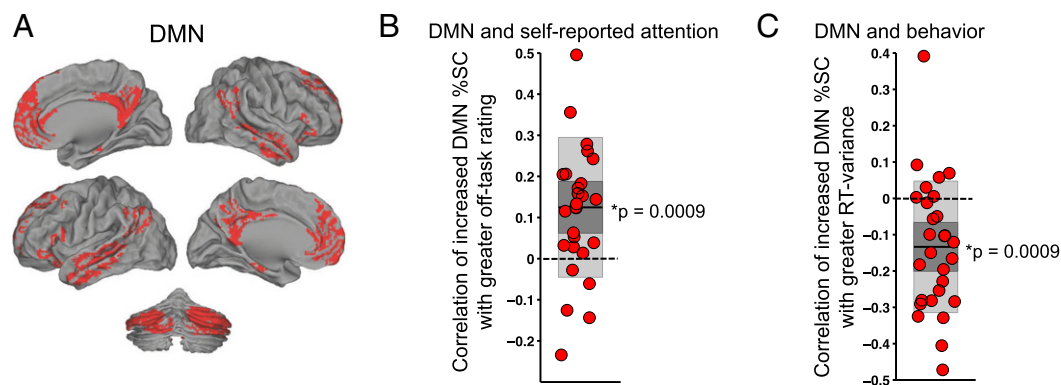 A
DMN
B
DMN and self-reported attention
Correlation of increased DMN %SC
with greater off-task rating
0.5
0.4
0.3
0.2
0.1
0
−0.1
−0.2
*p = 0.0009
C
DMN and behavior
Correlation of increased DMN %SC
with greater RT-variance
0.4
0.3
0.2
0.1
0
−0.1
−0.2
−0.3
−0.4
−0.5
*p = 0.0009